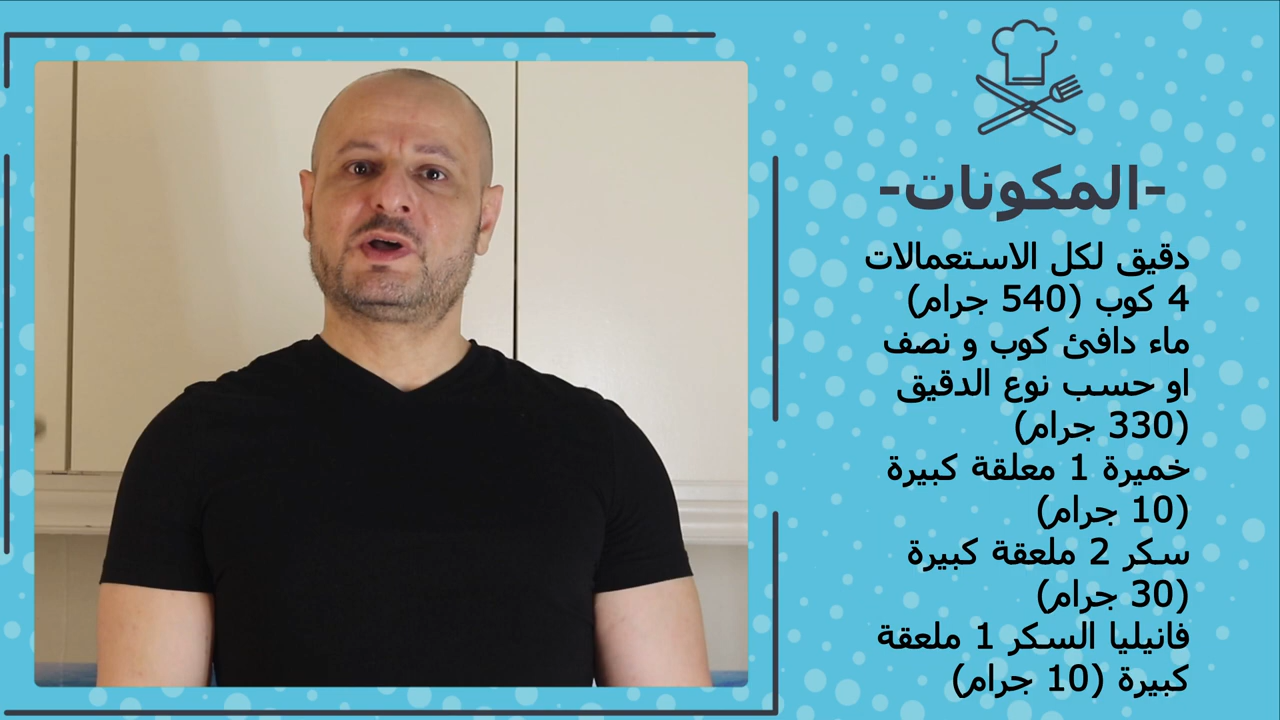 -المكونات-
دقيق لكل الاستعمالات
4 كوب (540 جرام)
ماء دافئ كوب و نصف
او حسب نوع الدقيق
(330 جرام)
خميرة 1 معلقة كبيرة
(10 جرام)
سكر 2 ملعقة كبيرة
(30 جرام)
فانيليا السكر 1 ملعقة
كبيرة (10 جرام)